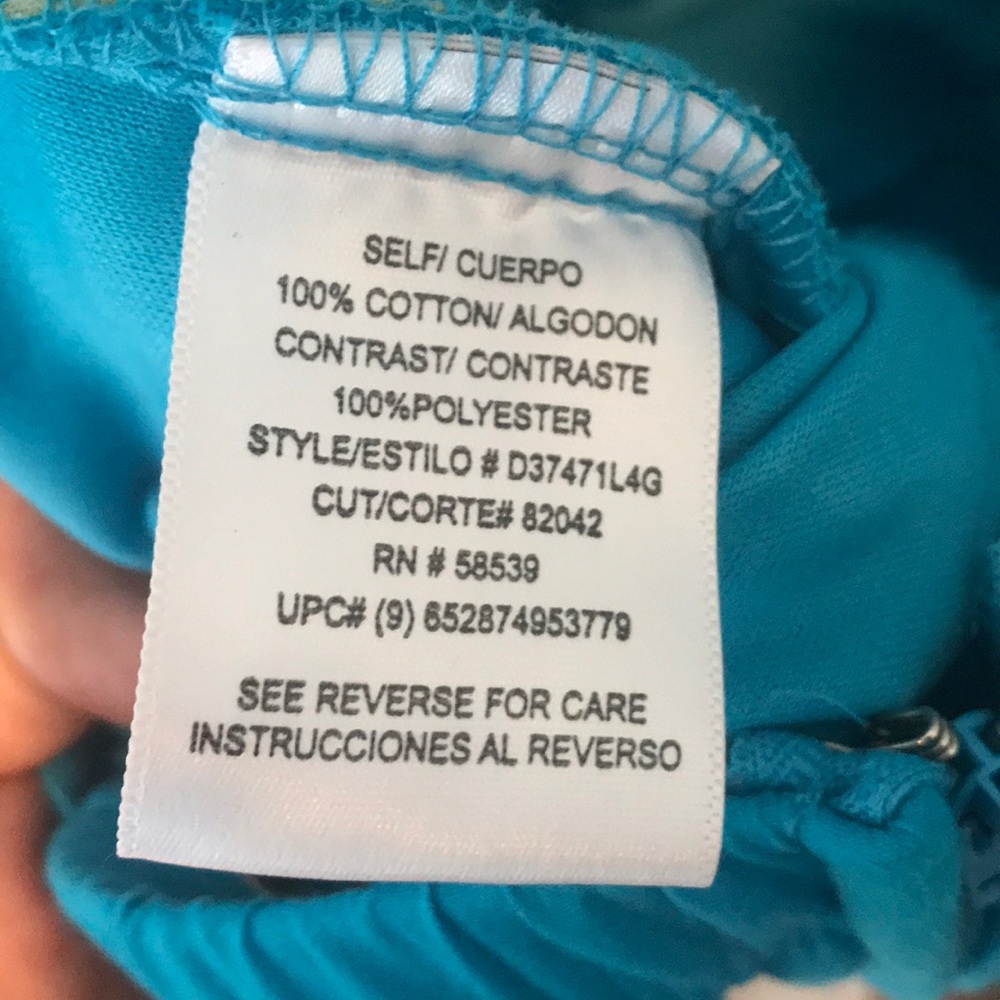 SELF/ CUERPO
100% COTTON/ ALGODON
CONTRAST/ CONTRASTE
100%POLYESTER
STYLE/ESTILO # D37471L4G
CUT/CORTE# 82042
RN # 58539
UPC# (9) 652874953779
SEE REVERSE FOR CARE
INSTRUCCIONES AL REVERSO